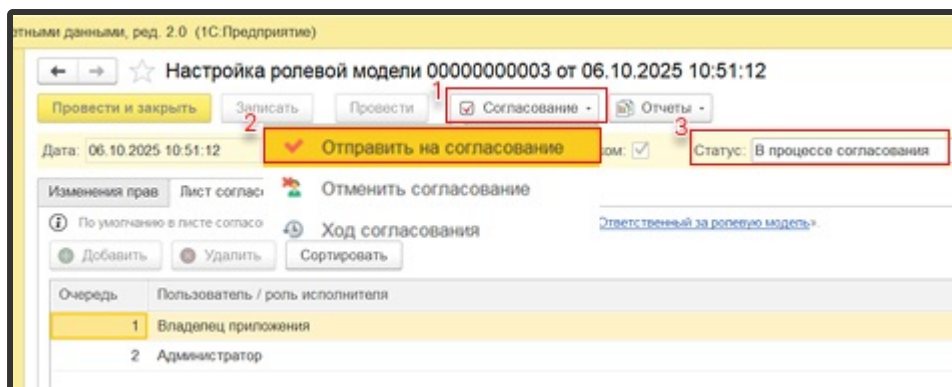 етными данными, ред. 2.0 (1С:Предприятие)
Настройка ролевой модели 00000000003 от 06.10.2025 10:51:12
1
Провести и закрыть Записать Провести Согласование Отчеты
2 3
Дата: 06.10.2025 10:51:12 Отправить на согласование ком: Статус: В процессе согласования
Изменения прав Лист согласо Отменить согласование
По умолчанию в листе согласо Ход согласования Ответственный за ролевую модель».
Добавить Удалить Сортировать
Очередь Пользователь / роль исполнителя
1 Владелец приложения
2 Администратор